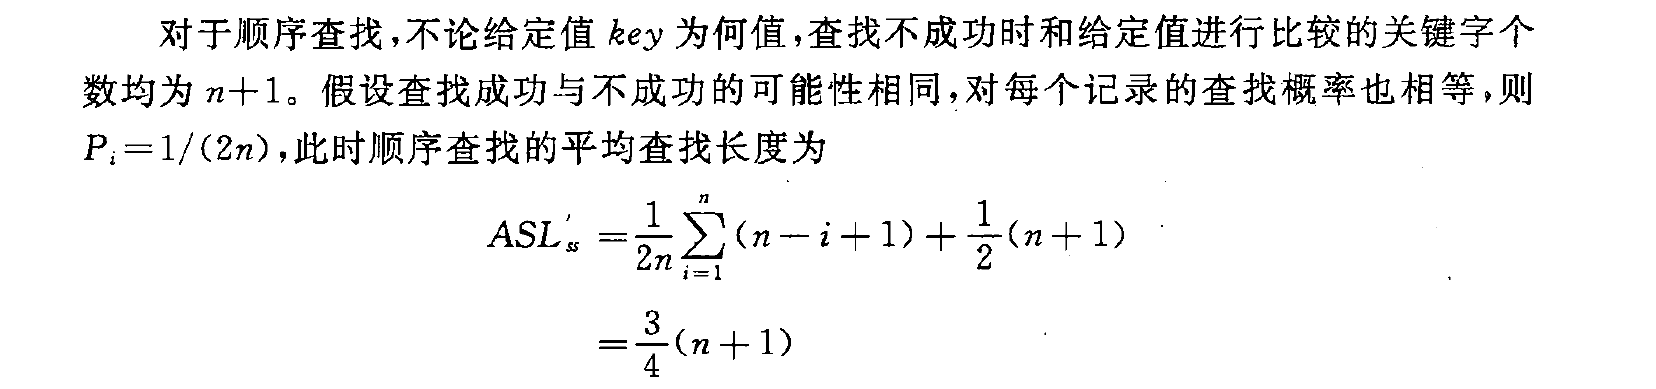 对于顺序查找,不论给定值 key 为何值,查找不成功时和给定值进行比较的关键字个
数均为 n+1。假设查找成功与不成功的可能性相同,对每个记录的查找概率也相等,则
P_i=1/(2n),此时顺序查找的平均查找长度为
ASL'_{ss} = \frac{1}{2n}\sum_{i=1}^{n}(n-i+1)+\frac{1}{2}(n+1)
=\frac{3}{4}(n+1)